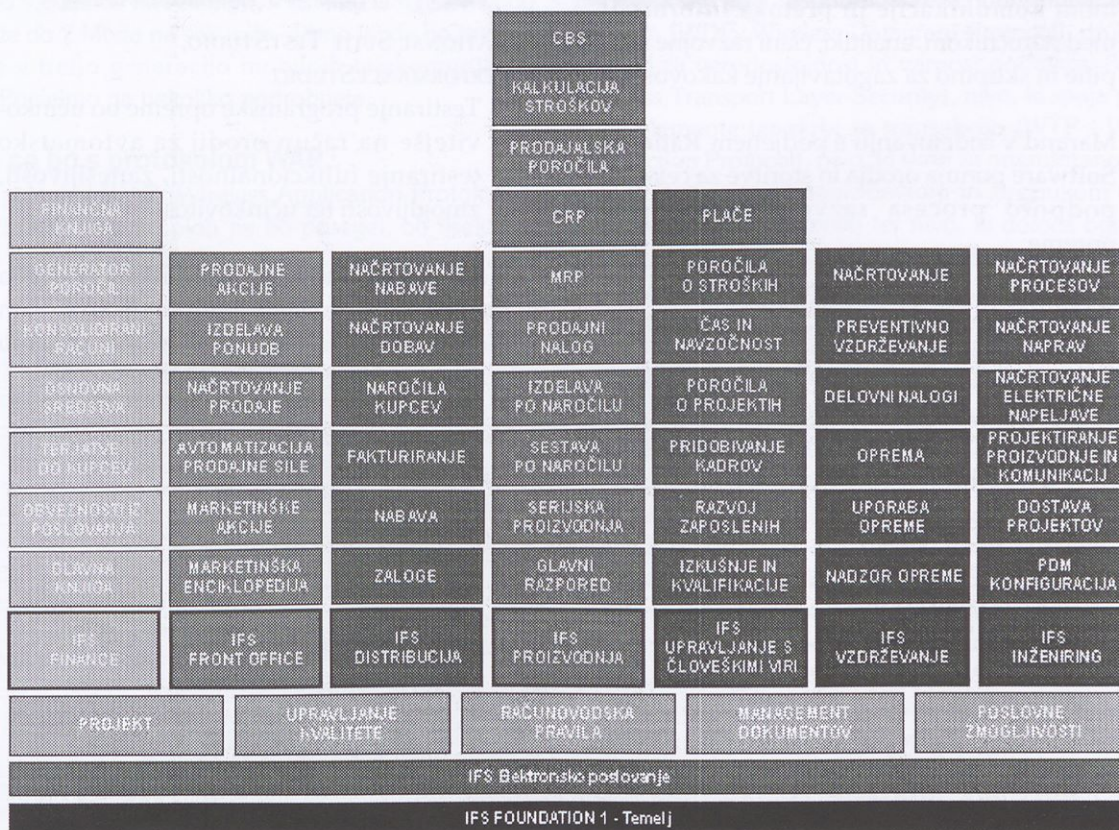 CBS
KALKULACIJA
STROŠKOV
PRODAJALSKA
POROČILA
FINANČNA
KNJIGA
CRP
PLAČE
GENERATOR
POROČIL
PRODAJNE
AKCIJE
NAČRTOVANJE
NABAVE
MRP
POROČILA
O STROŠKIH
NAČRTOVANJE
NAČRTOVANJE
PROCESOV
KONSOLIDIRANI
RAČUNI
IZDELAVA
PONUDB
NAČRTOVANJE
DOBAV
PRODAJNI
NALOG
ČAS IN
NAVZOČNOST
PREVENTIVNO
VZDRŽEVANJE
NAČRTOVANJE
NAPRAV
OSNOVNA
SREDSTVA
NAČRTOVANJE
PRODAJE
NAROČILA
KUPCEV
IZDELAVA
PO NAROČILU
POROČILA
O PROJEKTIH
DELOVNI NALOGI
NAČRTOVANJE
ELEKTRIČNE
NAPELJAVE
TERJATVE
DO KUPCEV
AVTOMATIZACIJA
PRODAJNE SILE
FAKTURIRANJE
SESTAVA
PO NAROČILU
PRIDOBIVANJE
KADROV
OPREMA
PROJEKTIRANJE
PROIZVODNJE IN
KOMUNIKACIJ
OBVEZNOSTI IZ
POSLOVANJA
MARKETINŠKE
AKCIJE
NABAVA
SERIJSKA
PROIZVODNJA
RAZVOJ
ZAPOSLENIH
UPORABA
OPREME
DOSTAVA
PROJEKTOV
GLAVNA
KNJIGA
MARKETINŠKA
ENCIKLOPEDIJA
ZALOGE
GLAVNI
RAZPORED
IZKUŠNJE IN
KVALIFIKACIJE
NADZOR OPREME
PDM
KONFIGURACIJA
IFS
FINANCE
IFS
FRONT OFFICE
IFS
DISTRIBUCIJA
IFS
PROIZVODNJA
IFS
UPRAVLJANJE S
ČLOVEŠKIMI VIRI
IFS
VZDRŽEVANJE
IFS
INŽENIRING
PROJEKT
UPRAVLJANJE
KVALITETE
RAČUNOVODSKA
PRAVILA
MANAGEMENT
DOKUMENTOV
POSLOVNE
ZMOGLJIVOSTI
IFS Elektronsko poslovanje
IFS FOUNDATION 1 - Temelj